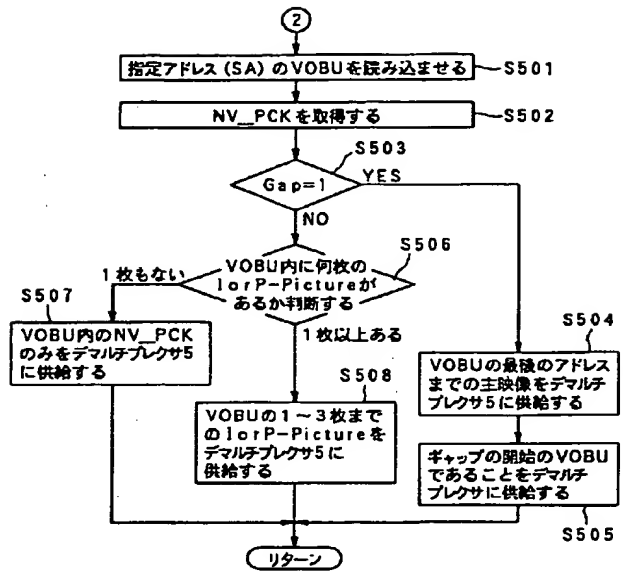 2
指定アドレス(SA)のVOBUを読み込ませる
S501
NV_PCKを取得する
S502
S503
Gap=1
YES
NO
S506
VOBU内に何枚の
IorP-Pictureが
あるか判断する
1枚もない
S507
1枚以上ある
VOBU内のNV_PCK
のみをデマルチプレクサ5
に供給する
S508
VOBUの1〜3枚まで
のIorP-Pictureを
デマルチプレクサ5に
供給する
S504
VOBUの最後のアドレス
までの主映像をデマルチ
プレクサ5に供給する
ギャップの開始のVOBU
であることをデマルチ
プレクサに供給する
S505
リターン